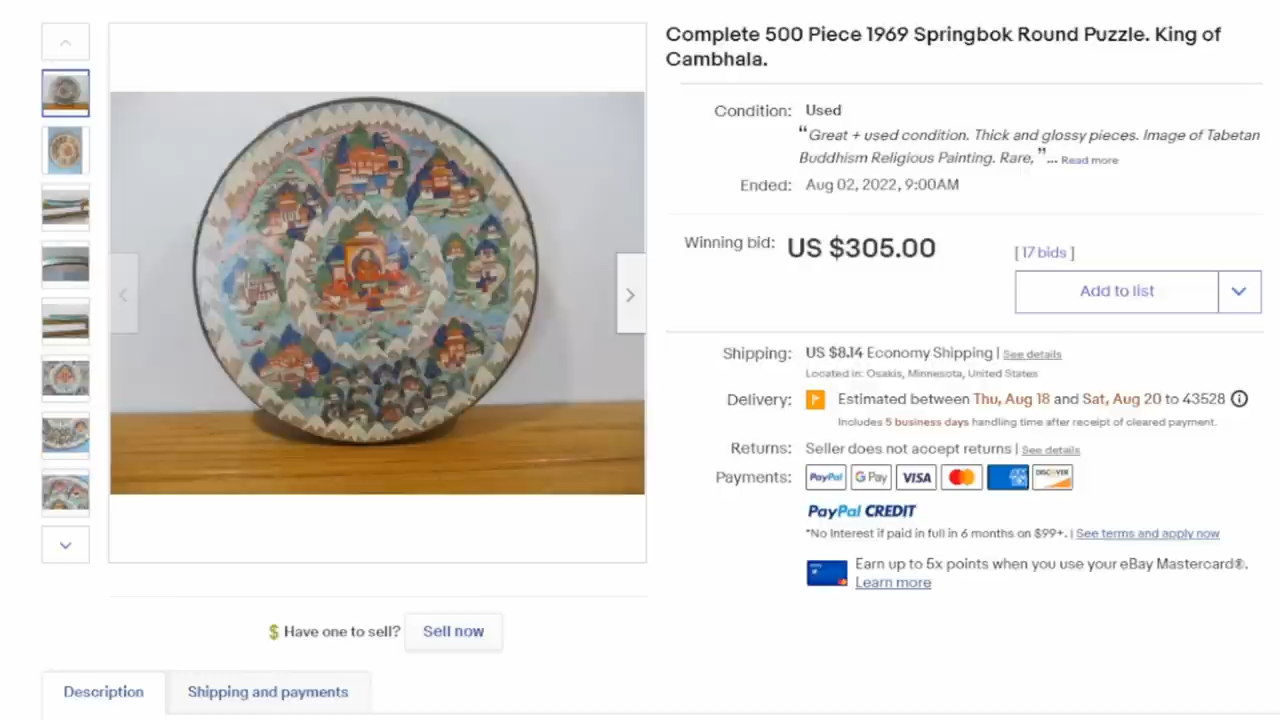 Complete 500 Piece 1969 Springbok Round Puzzle. King of
Cambhala.
Condition: Used
“Great + used condition. Thick and glossy pieces. Image of Tabetan
Buddhism Religious Painting. Rare, ”... Read more
Ended: Aug 02, 2022, 9:00AM
Winning bid: US $305.00
[ 17 bids ]
Add to list
Shipping: US $8.14 Economy Shipping | See details
Located in: Osakis, Minnesota, United States
Delivery: Estimated between Thu, Aug 18 and Sat, Aug 20 to 43528
Includes 5 business days handling time after receipt of cleared payment.
Returns: Seller does not accept returns | See details
Payments: PayPal G Pay VISA DISCOVER
PayPal CREDIT
*No Interest if paid in full in 6 months on $99+. | See terms and apply now
Earn up to 5x points when you use your eBay Mastercard®.
Learn more
$ Have one to sell? Sell now
Description Shipping and payments